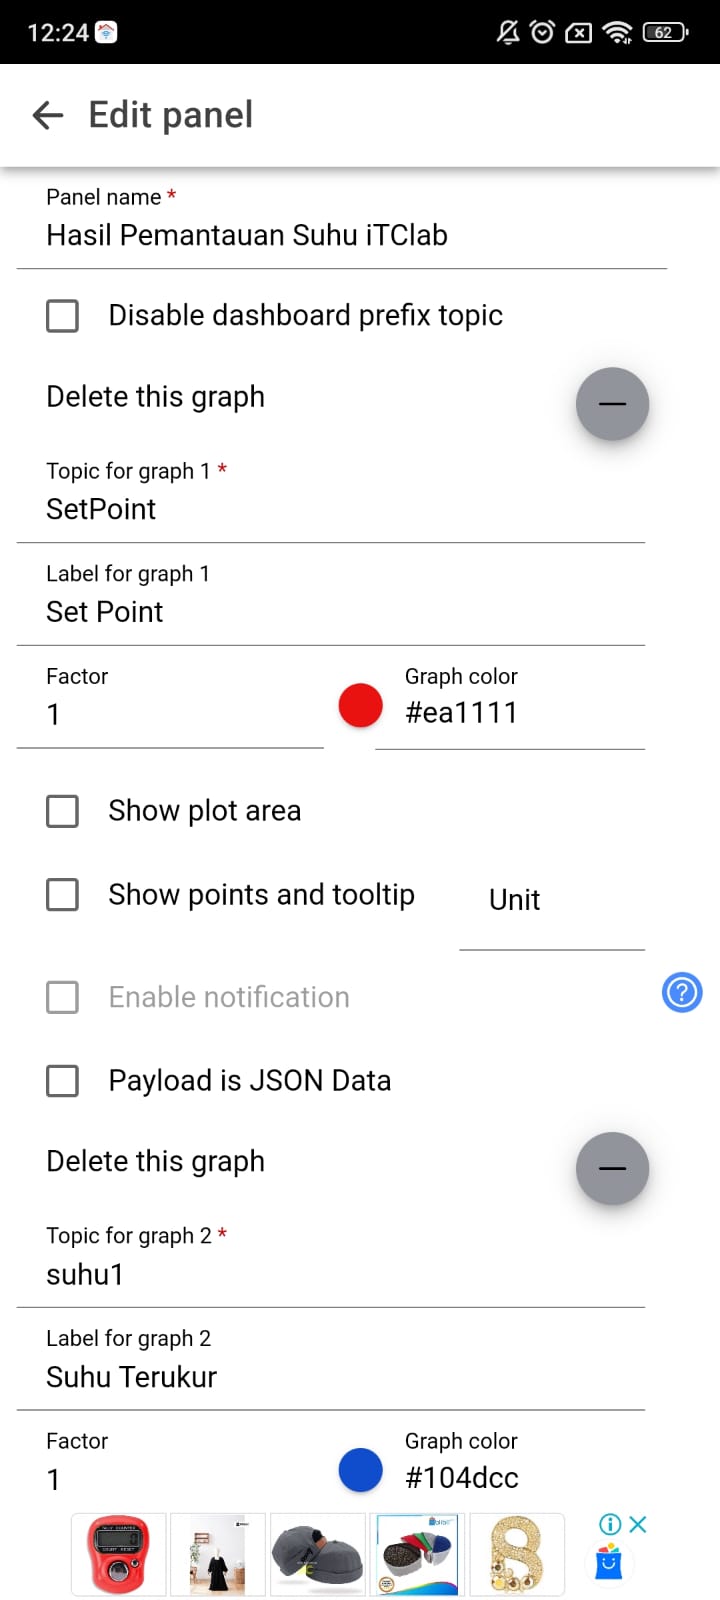 12:24
62
Edit panel
Panel name *
Hasil Pemantauan Suhu iTClab
Disable dashboard prefix topic
Delete this graph
Topic for graph 1 *
SetPoint
Label for graph 1
Set Point
Factor
Graph color
1
#ea1111
Show plot area
Show points and tooltip
Unit
Enable notification
?
Payload is JSON Data
Delete this graph
Topic for graph 2 *
suhu1
Label for graph 2
Suhu Terukur
Factor
Graph color
1
#104dcc